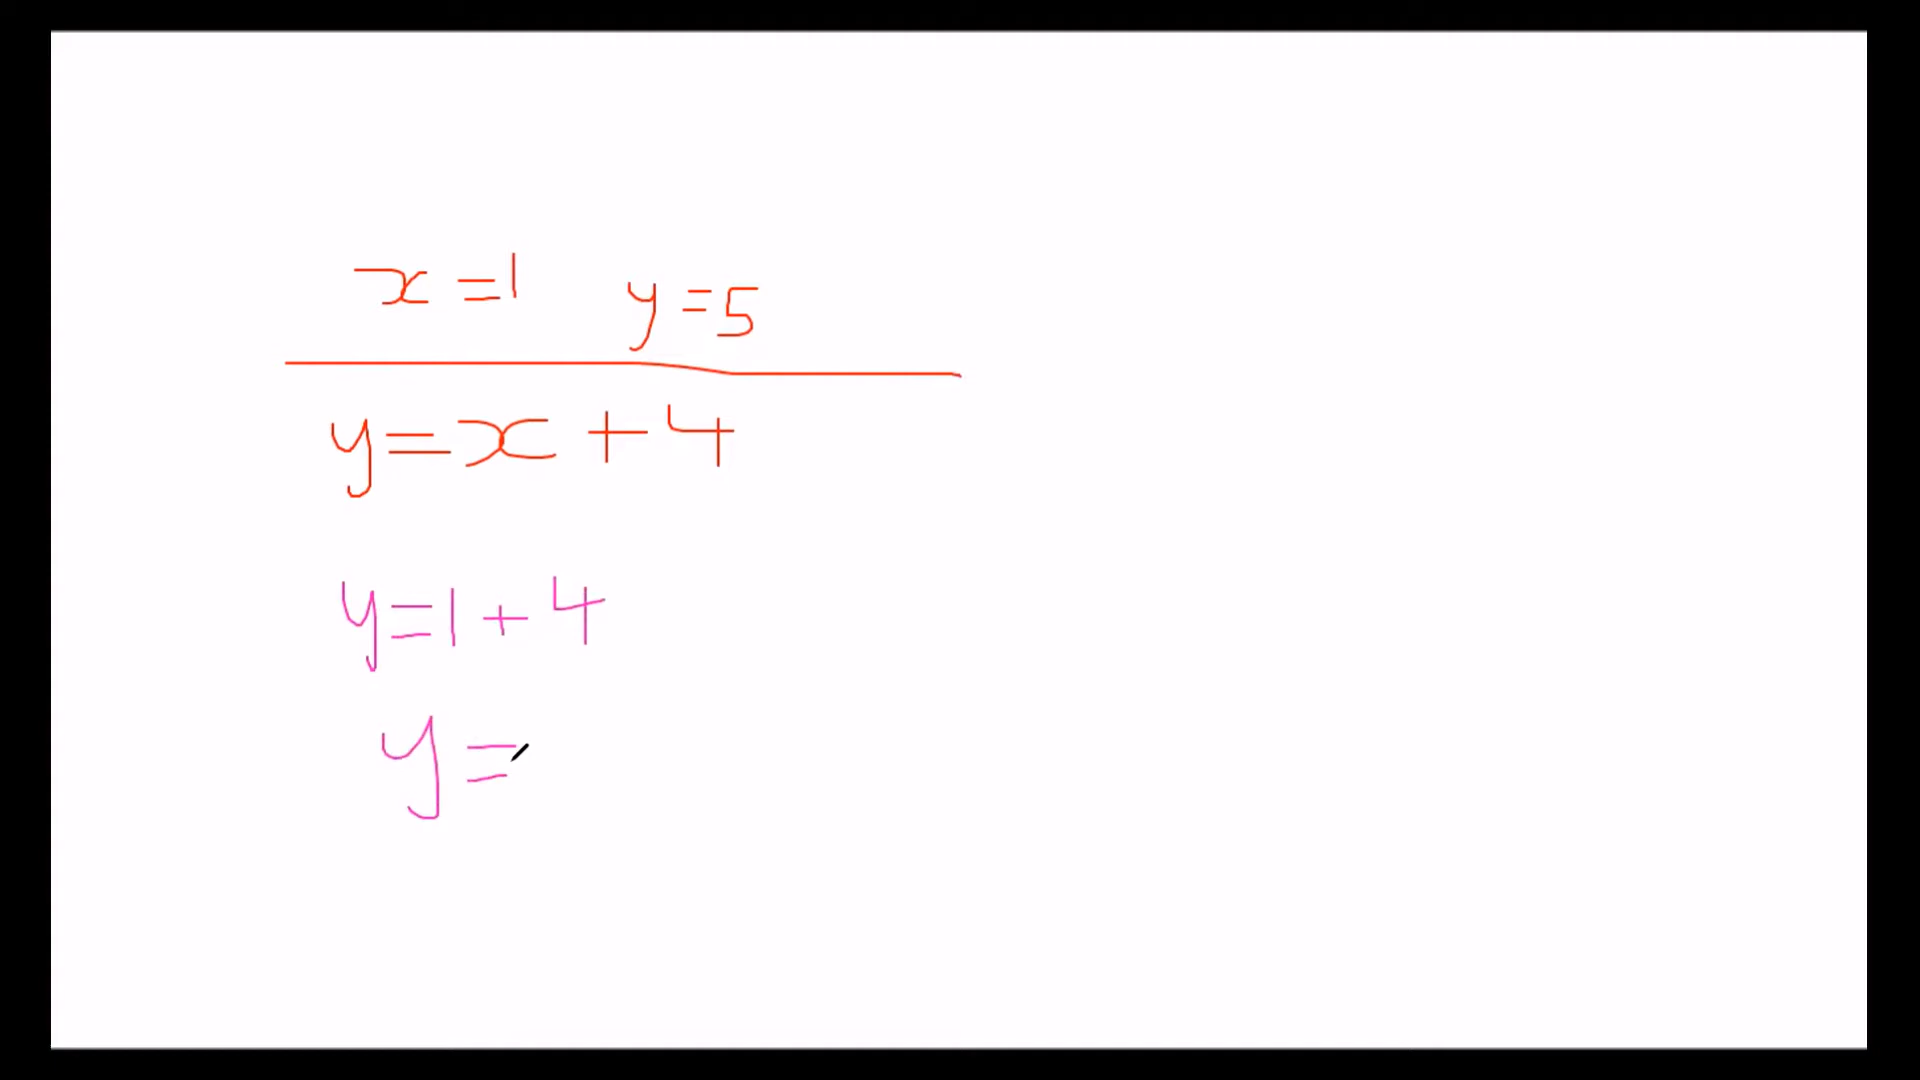 x = 1 y = 5
y = x + 4
y = 1 + 4
y =